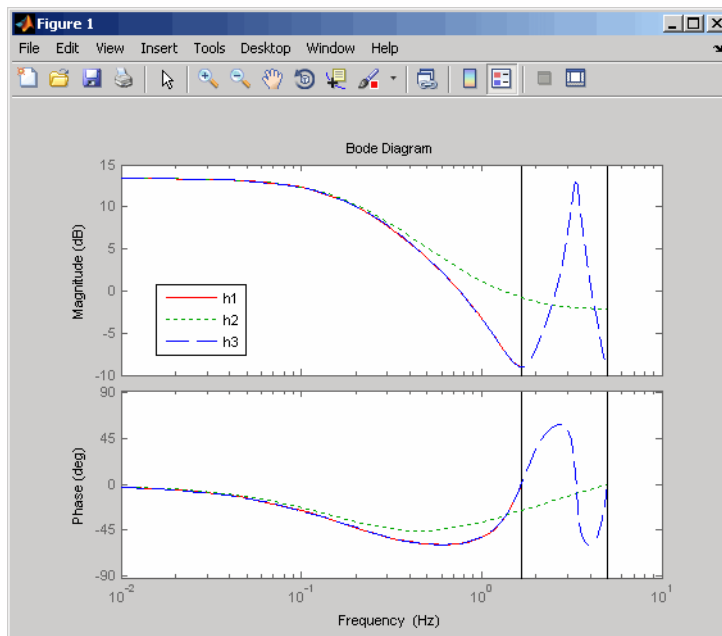 Figure 1
File Edit View Insert Tools Desktop Window Help
Bode Diagram
Magnitude (dB)
15
10
5
0
-5
-10
h1
h2
h3
Phase (deg)
90
45
0
-45
-90
10^-2 10^-1 10^0 10^1
Frequency (Hz)